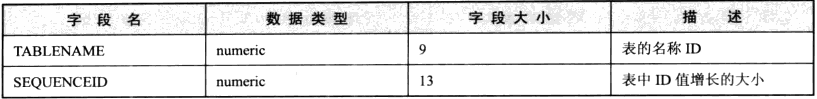 字段名 数据类型 字段大小 描述
TABLENAME numeric 9 表的名称 ID
SEQUENCEID numeric 13 表中 ID 值增长的大小